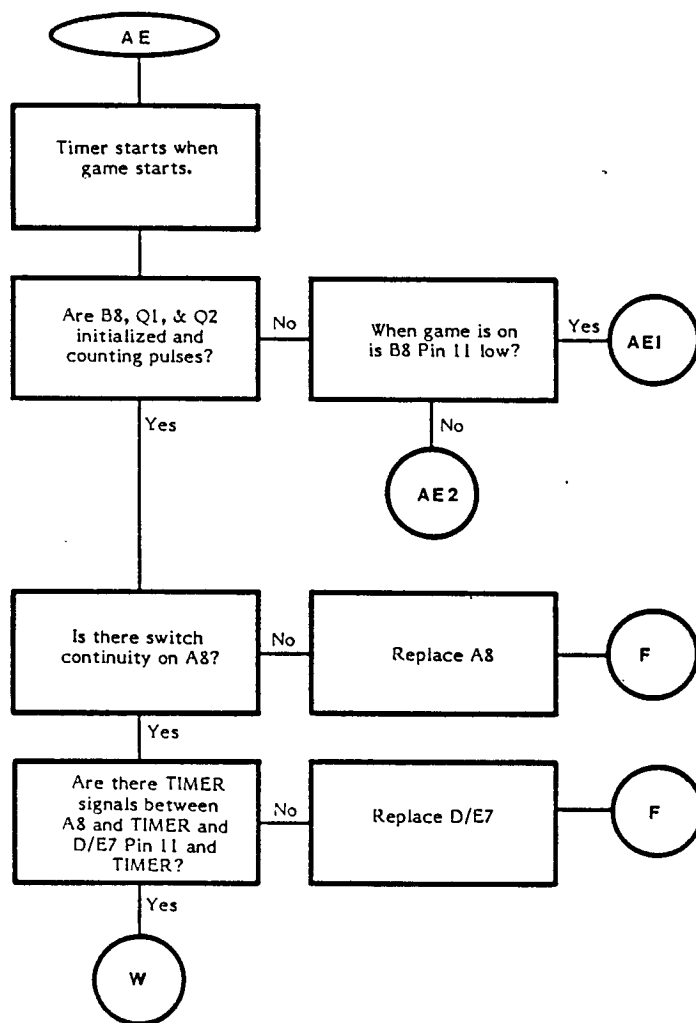 AE
Timer starts when
game starts.
Are B8, Q1, & Q2
initialized and
counting pulses?
No
When game is on
is B8 Pin 11 low?
Yes
AE1
Yes
No
AE2
Is there switch
continuity on A8?
No
Replace A8
F
Yes
Are there TIMER
signals between
A8 and TIMER and
D/E7 Pin 11 and
TIMER?
No
Replace D/E7
F
Yes
W